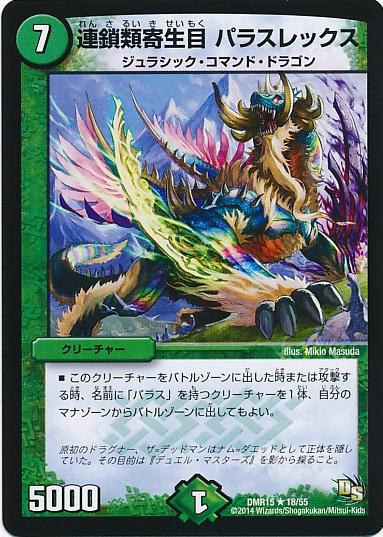 7
れんさるいきせいもく
連鎖類寄生目 パラスレックス
ジュラシック・コマンド・ドラゴン
illus. Mikio Masuda
クリーチャー
■ このクリーチャーをバトルゾーンに出した時または攻撃す
る時、名前に「パラス」を持つクリーチャーを1体、自分の
マナゾーンからバトルゾーンに出してもよい。
原初のドラグナー、ザ=デッドマンはナム=ダエッドとして正体を隠し
ていた。その目的は『デュエル・マスターズ』を影から操ること。
5000
1
DS
DMR15 ★ 18/55
©2014 Wizards/Shogakukan/Mitsui-Kids